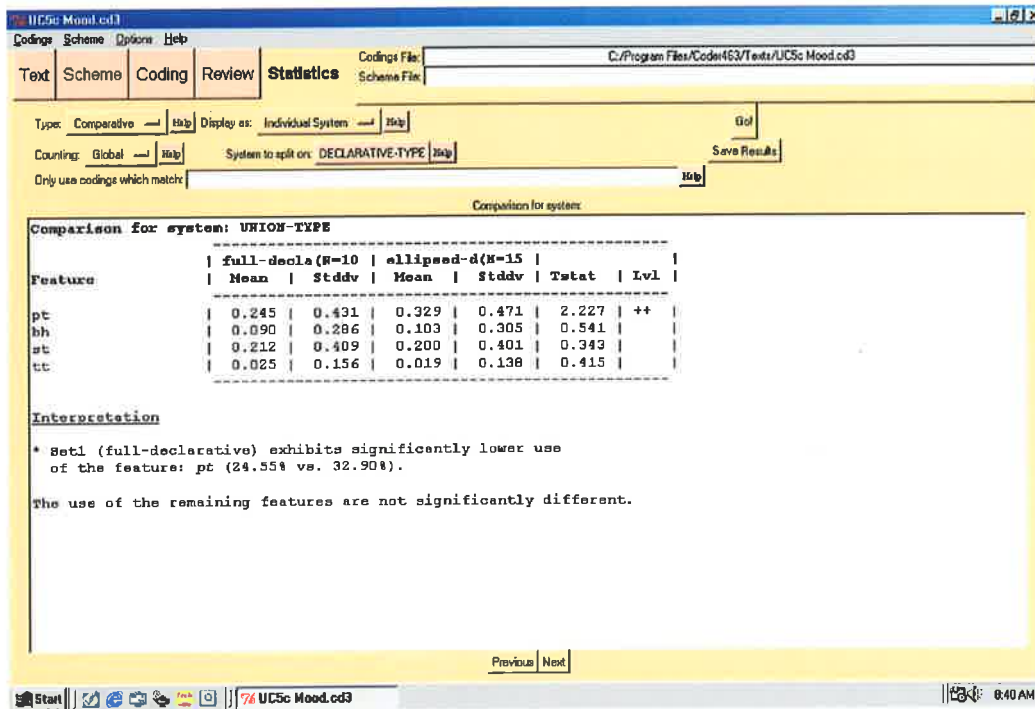 UC5c Mood.cd3
Codings Scheme Options Help
Text Scheme Coding Review Statistics
Codings File: C:/Program Files/Coder463/Texts/UC5c Mood.cd3
Scheme File:
Type: Comparative Help Display as: Individual System Help Go!
Counting: Global Help System to split on: DECLARATIVE-TYPE Help Save Results
Only use codings which match: Help
Comparison for system:
Comparison for system: UNION-TYPE
| full-decla(N=10 | ellipsed-d(N=15 | |
Feature | Mean | Stddv | Mean | Stddv | Tstat | Lvl |
pt | 0.245 | 0.431 | 0.329 | 0.471 | 2.227 | ++ |
bh | 0.090 | 0.286 | 0.103 | 0.305 | 0.541 | |
st | 0.212 | 0.409 | 0.200 | 0.401 | 0.343 | |
tt | 0.025 | 0.156 | 0.019 | 0.138 | 0.415 | |
Interpretation
* Set1 (full-declarative) exhibits significantly lower use
of the feature: pt (24.55% vs. 32.90%).
The use of the remaining features are not significantly different.
Previous Next
Start UC5c Mood.cd3 8:40 AM